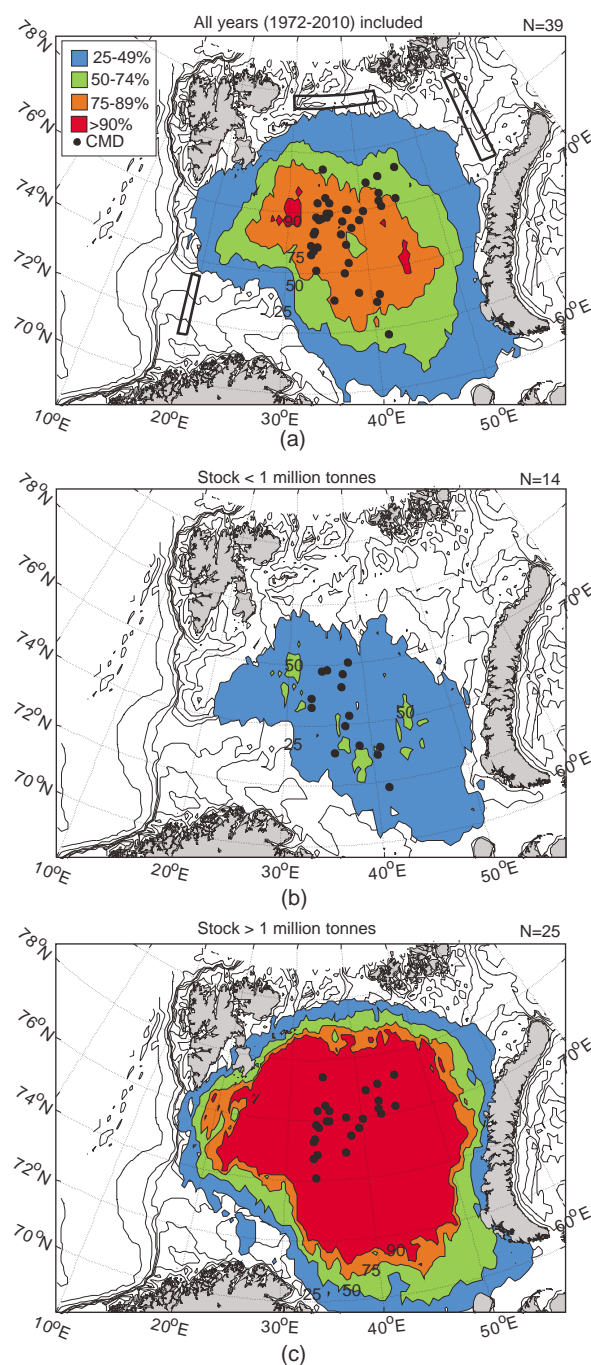 All years (1972-2010) included
N=39
25-49%
50-74%
75-89%
>90%
CMD
78°N
76°N
74°N
72°N
70°N
90
75
50
25
10°E
20°E
30°E
40°E
50°E
60°E
70°E
(a)
Stock < 1 million tonnes
N=14
78°N
76°N
74°N
72°N
70°N
50
50
25
10°E
20°E
30°E
40°E
50°E
60°E
70°E
(b)
Stock > 1 million tonnes
N=25
78°N
76°N
74°N
72°N
70°N
90
75
50
25
10°E
20°E
30°E
40°E
50°E
60°E
70°E
(c)